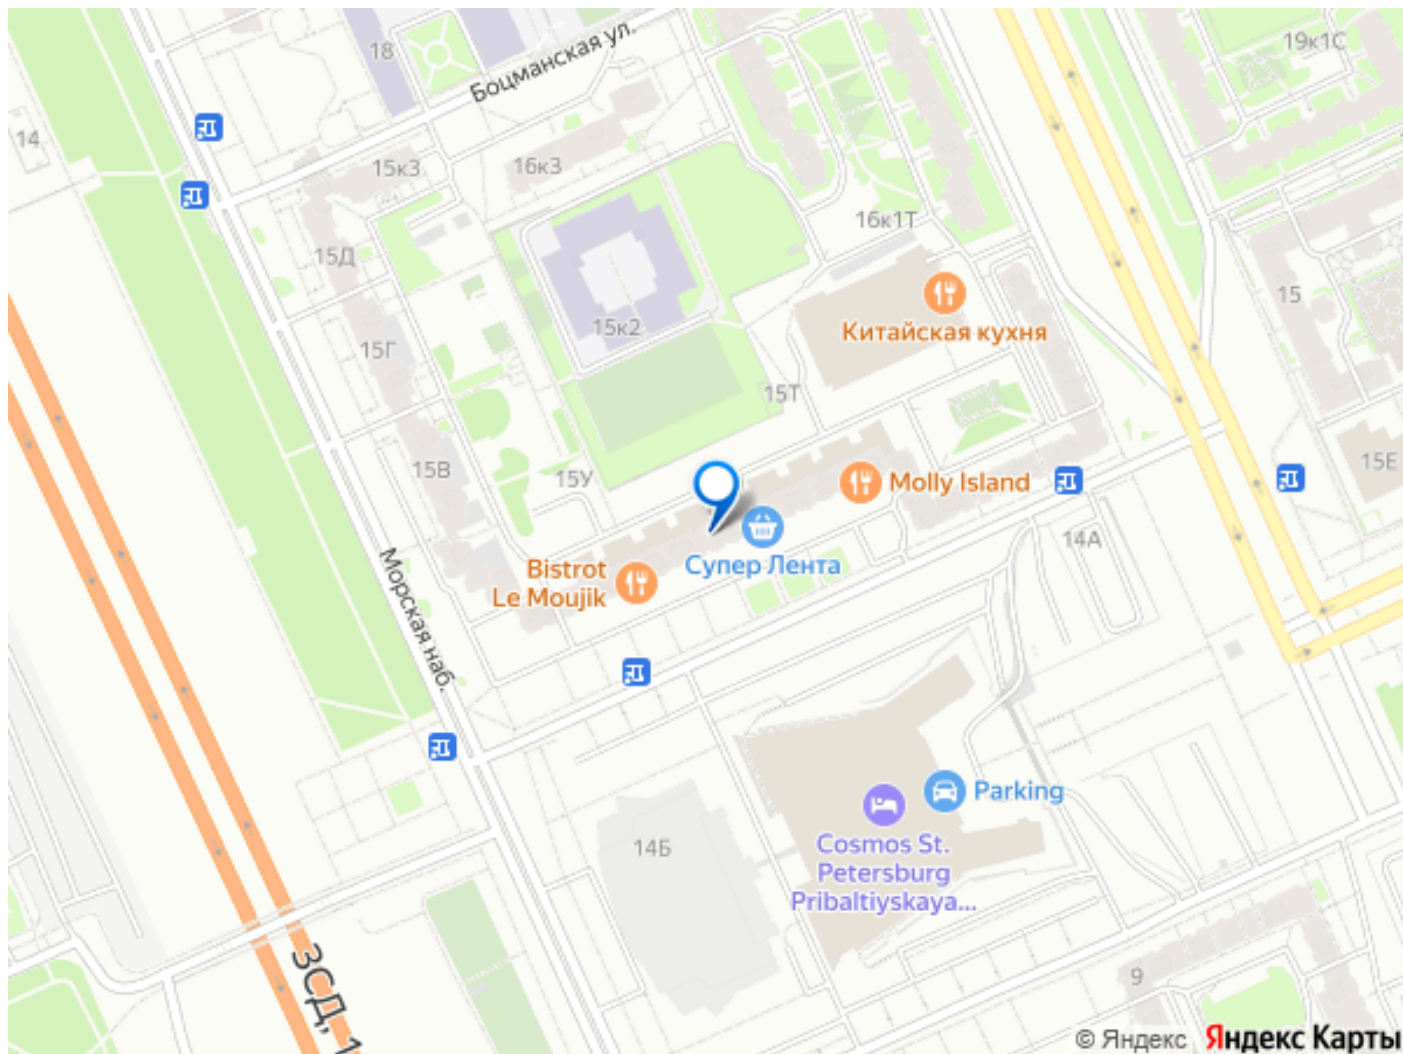 18
Боцманская ул.
19к1С
14
15к3
16к3
16к1Т
15Д
15
15к2
Китайская кухня
15Г
15Т
15В
15У
Molly Island
15Е
14А
Супер Лента
Bistrot
Le Moujik
Морская наб.
Parking
14Б
Cosmos St.
Petersburg
Pribaltiyskaya...
ЗСД, 1
9
© Яндекс Яндекс Карты